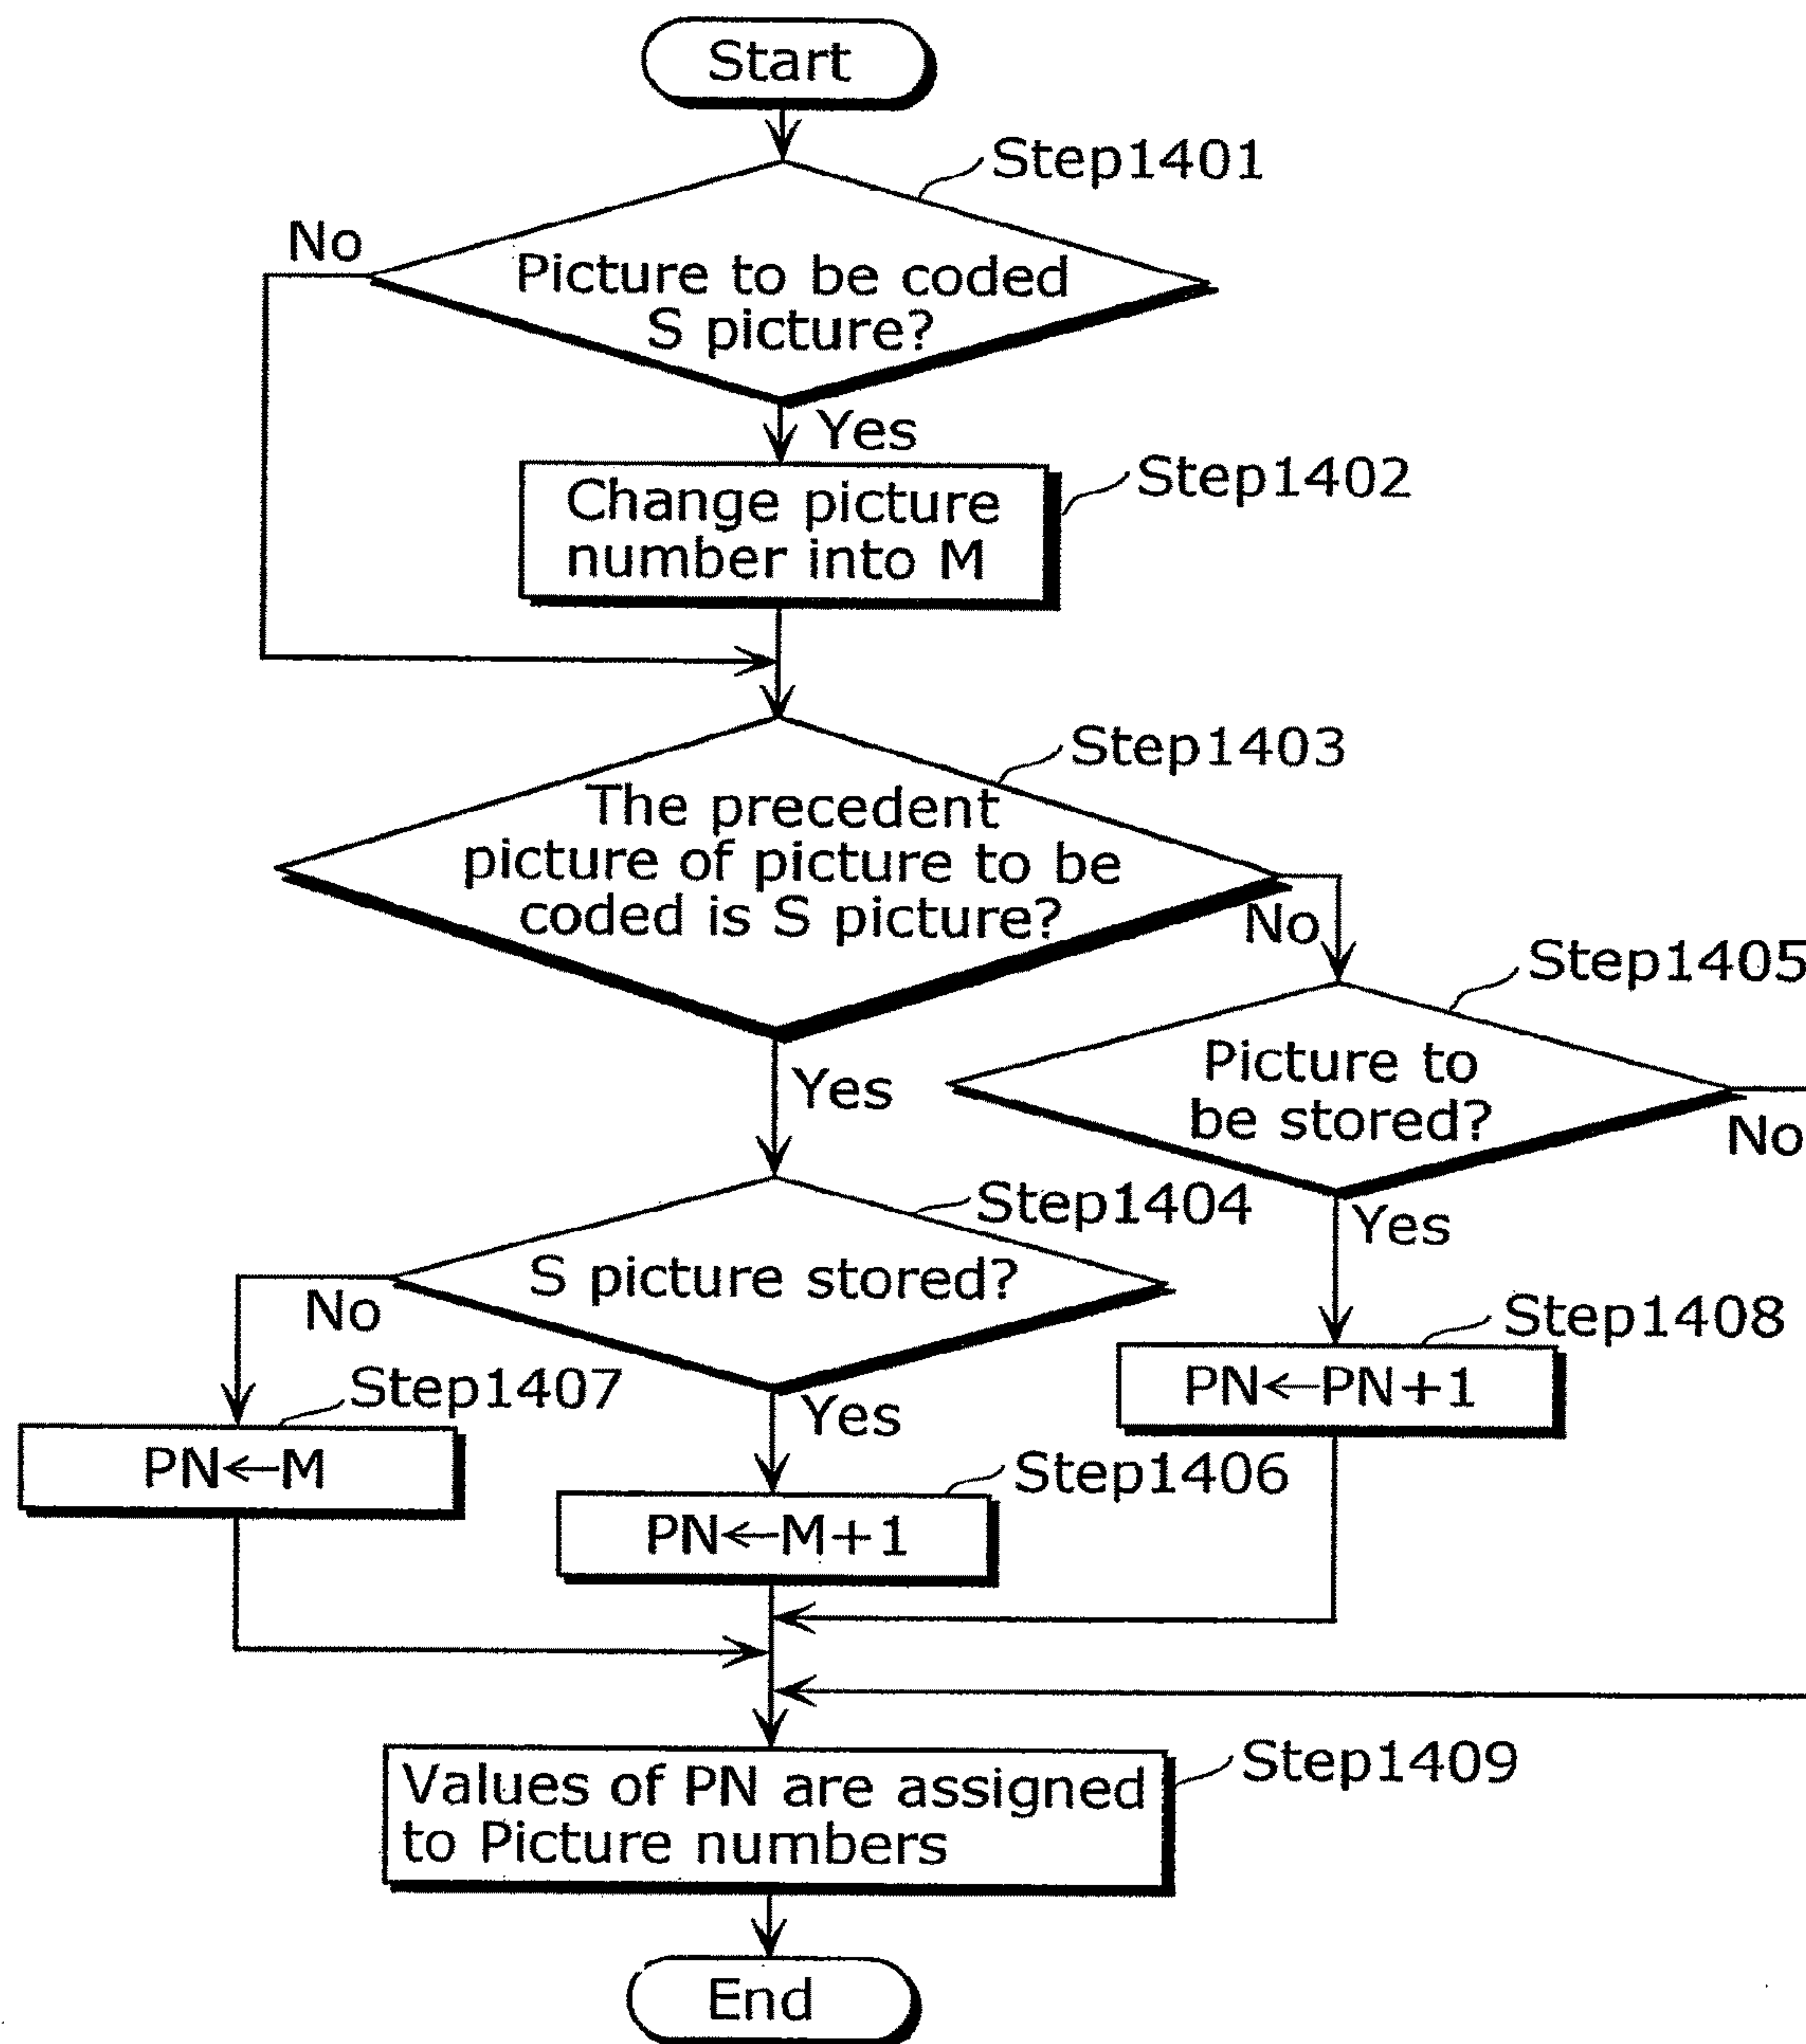 Start
Step1401
No
Picture to be coded
S picture?
Yes
Step1402
Change picture
number into M
Step1403
The precedent
picture of picture to be
coded is S picture?
No
Step1405
Yes
Picture to
be stored?
No
Step1404
Yes
S picture stored?
No
Step1408
Step1407
Yes
PN←PN+1
PN←M
Step1406
PN←M+1
Step1409
Values of PN are assigned
to Picture numbers
End